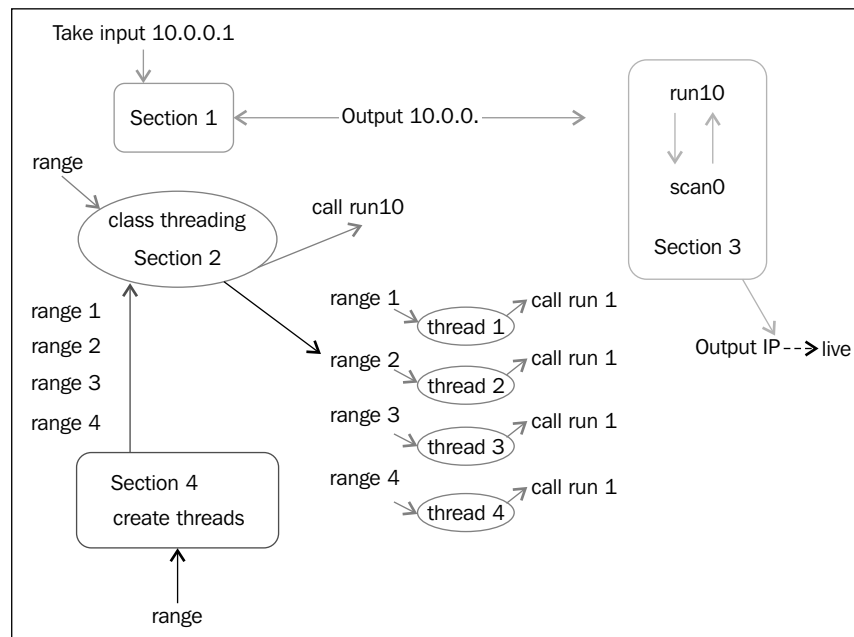 Take input 10.0.0.1
Section 1
Output 10.0.0.
run10
scan0
Section 3
range
class threading
Section 2
call run10
range 1
range 2
range 3
range 4
range 1
thread 1
call run 1
range 2
thread 2
call run 1
range 3
thread 3
call run 1
range 4
thread 4
call run 1
Output IP
live
Section 4
create threads
range